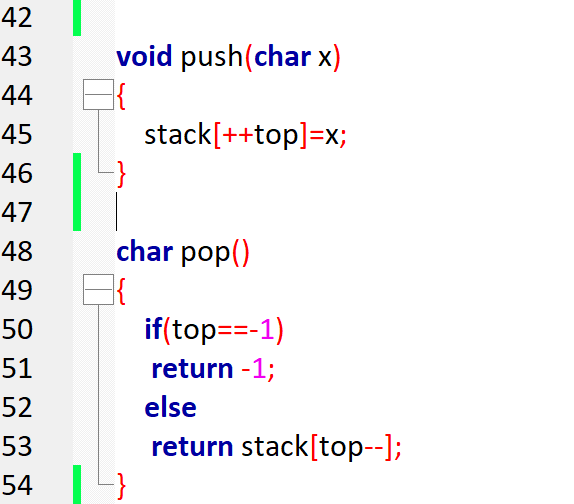 42
43 void push(char x)
44 {
45 stack[++top]=x;
46 }
47
48 char pop()
49 {
50 if(top==-1)
51 return -1;
52 else
53 return stack[top--];
54 }